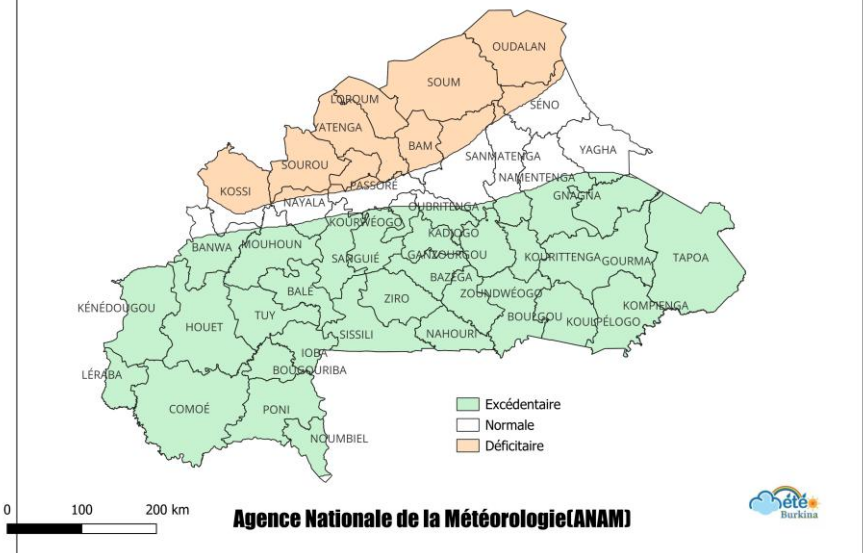 OUDALAN
SOUM
LOROUM
SÉNO
YATENGA
BAM
YAGHA
SANMATENGA
SOUROU
NAMENTENGA
PASSORÉ
KOSSI
GNAGNA
NAYALA
OUBRITENGA
KOURWÉOGO
KADIOGO
BANWA
MOUHOUN
SANGUIÉ
GANZOURGOU
KOURITTENGA
GOURMA
TAPOA
BAZÈGA
BALÉ
ZOUNDWÉOGO
ZIRO
KÉNÉDOUGOU
KOMPIENGA
TUY
BOULGOU
KOULPÉLOGO
HOUET
SISSILI
NAHOURI
IOBA
BOUGOURIBA
LÉRABA
COMOÉ
PONI
NOUMBIEL
Excédentaire
Normale
Déficitaire
0 100 200 km
Agence Nationale de la Météorologie(ANAM)
Météo
Burkina